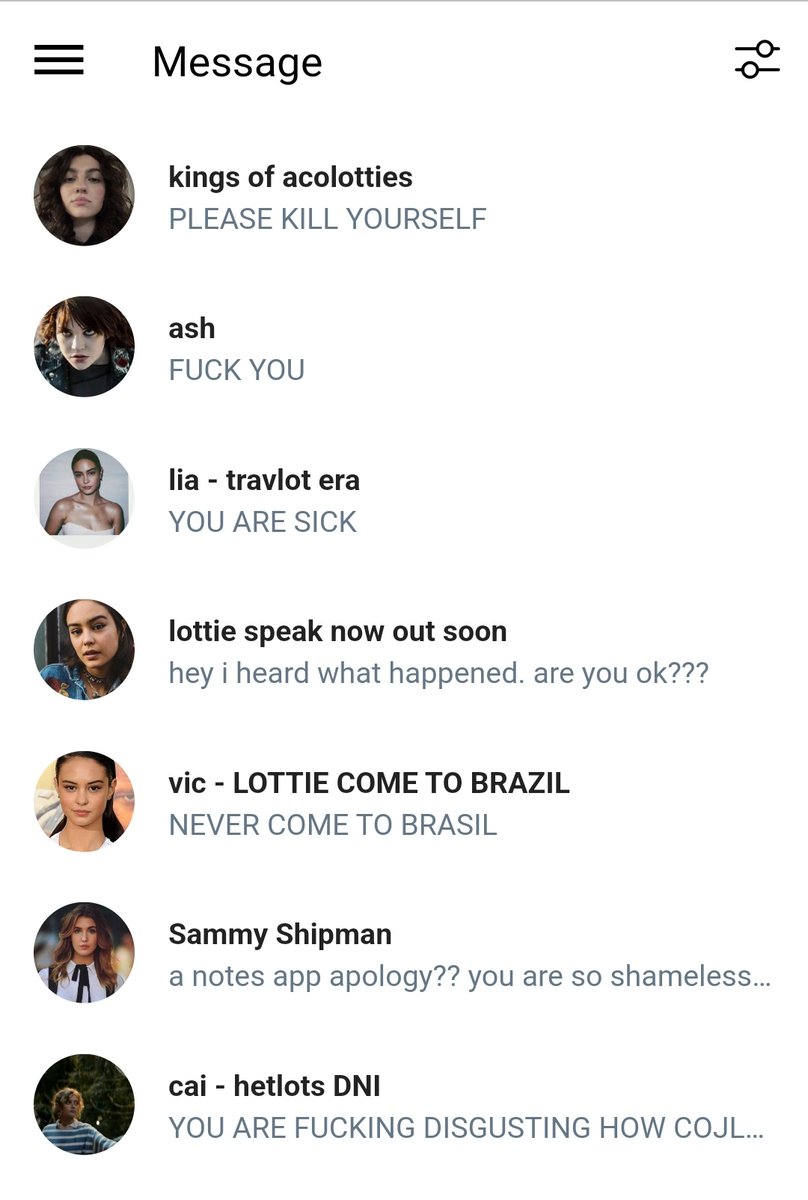 Message
kings of acolotties
PLEASE KILL YOURSELF
ash
FUCK YOU
lia - travlot era
YOU ARE SICK
lottie speak now out soon
hey i heard what happened. are you ok???
vic - LOTTIE COME TO BRAZIL
NEVER COME TO BRASIL
Sammy Shipman
a notes app apology?? you are so shameless...
cai - hetlots DNI
YOU ARE FUCKING DISGUSTING HOW COJL...